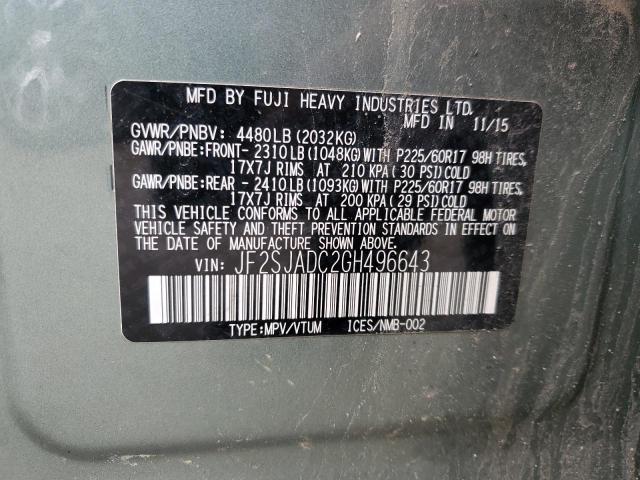 MFD BY FUJI HEAVY INDUSTRIES LTD.
MFD IN 11/15
GVWR/PNBV: 4480LB (2032KG)
GAWR/PNBE:FRONT- 2310LB (1048KG)WITH P225/60R17 98H TIRES,
17X7J RIMS AT 210 KPA ( 30 PSI) COLD
GAWR/PNBE:REAR - 2410LB (1093KG)WITH P225/60R17 98H TIRES,
17X7J RIMS AT 200 KPA (29 PSI) COLD
THIS VEHICLE CONFORMS TO ALL APPLICABLE FEDERAL MOTOR
VEHICLE SAFETY AND THEFT PREVENTION STANDARDS IN EFFECT ON
THE DATE OF MANUFACTURE SHOWN ABOVE.
VIN: JF2SJADC2GH496643
TYPE:MPV/VTUM ICES/NMB-002